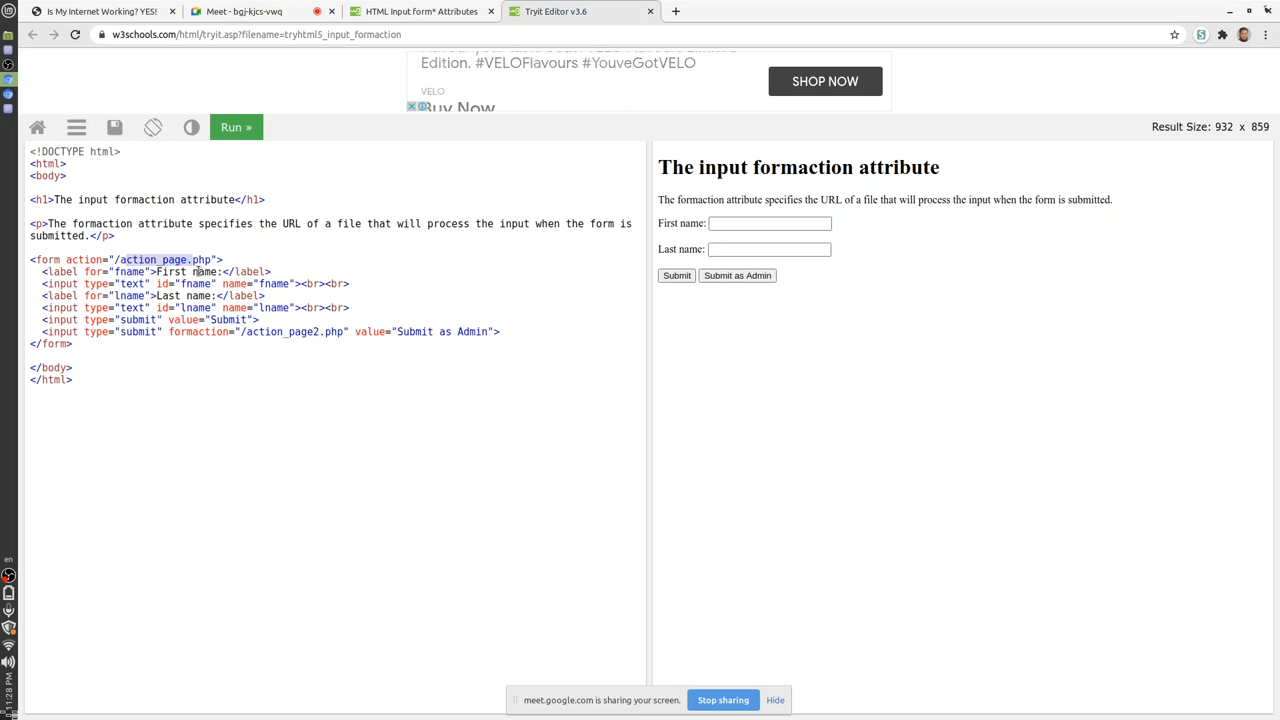 Is My Internet Working? YES!
Meet - bgj-kjcs-vwq
HTML Input form* Attributes
Tryit Editor v3.6
w3schools.com/html/tryit.asp?filename=tryhtml5_input_formaction
Edition. #VELOFlavours #YouveGotVELO
VELO
Buy Now
SHOP NOW
Run »
Result Size: 932 x 859
<!DOCTYPE html>
<html>
<body>
<h1>The input formaction attribute</h1>
<p>The formaction attribute specifies the URL of a file that will process the input when the form is
submitted.</p>
<form action="/action_page.php">
<label for="fname">First name:</label>
<input type="text" id="fname" name="fname"><br><br>
<label for="lname">Last name:</label>
<input type="text" id="lname" name="lname"><br><br>
<input type="submit" value="Submit">
<input type="submit" formaction="/action_page2.php" value="Submit as Admin">
</form>
</body>
</html>
The input formaction attribute
The formaction attribute specifies the URL of a file that will process the input when the form is submitted.
First name:
Last name:
Submit Submit as Admin
en
11:28 PM
meet.google.com is sharing your screen. Stop sharing Hide